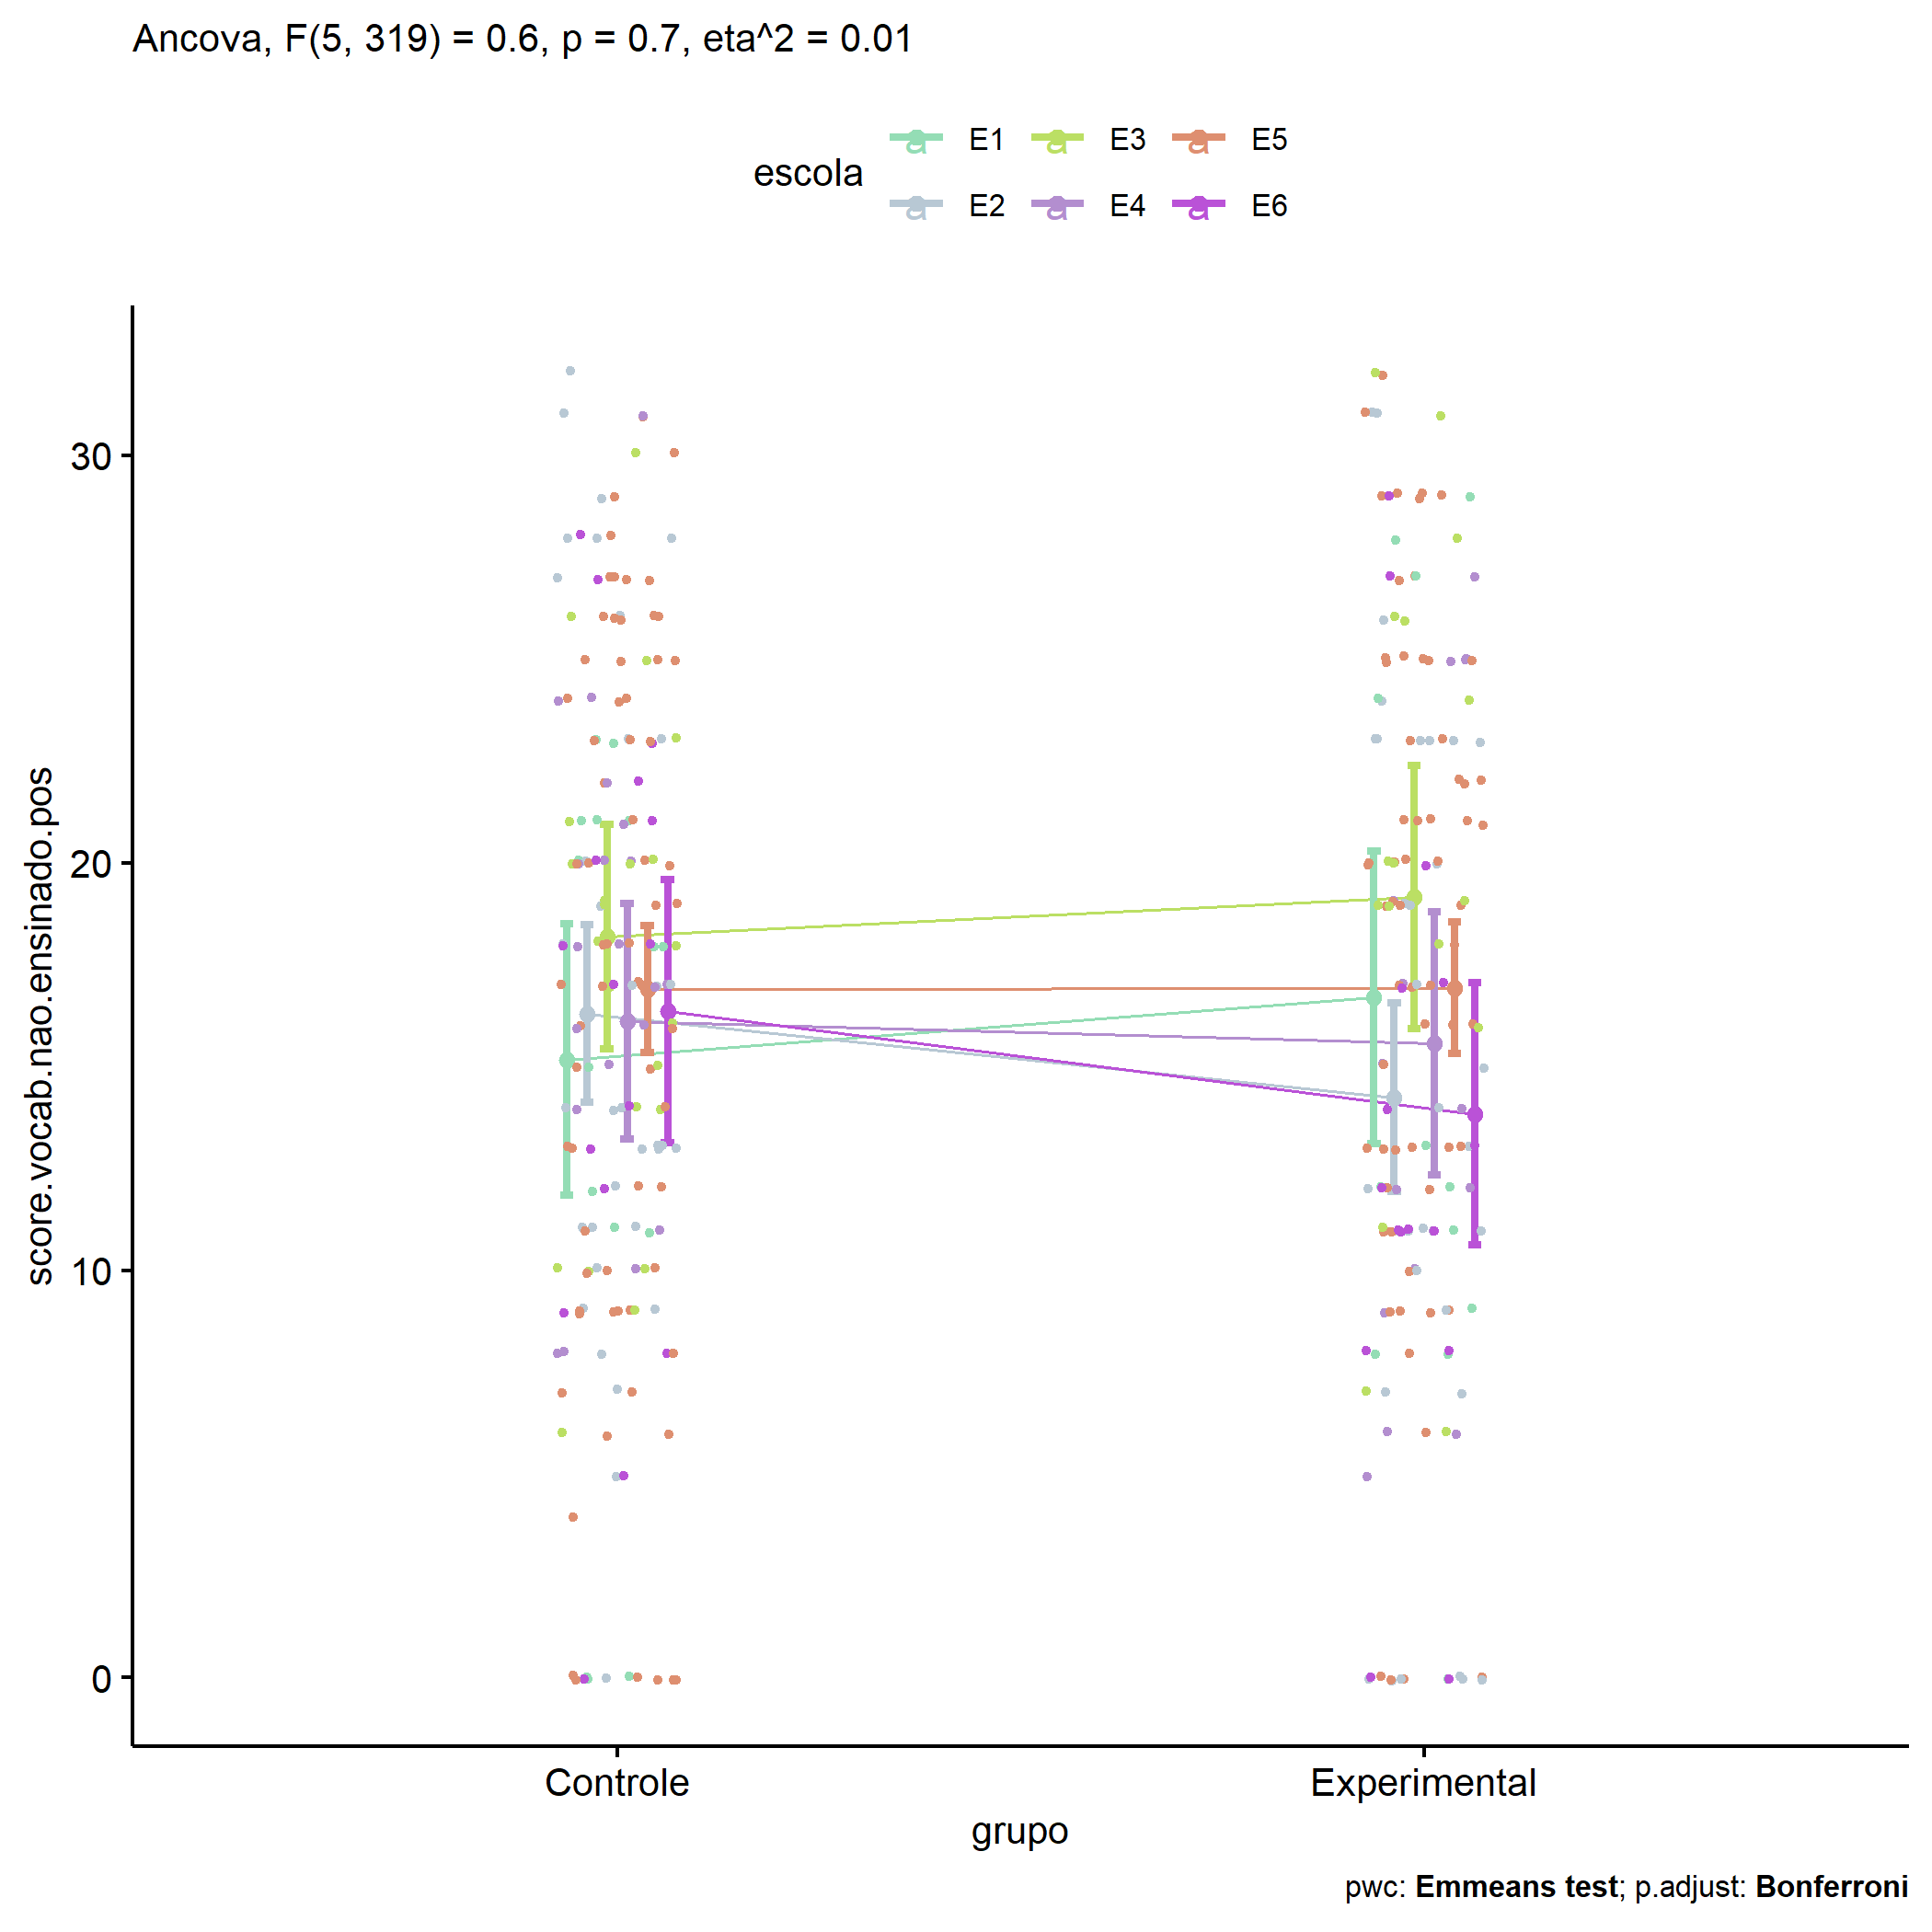 Ancova, F(5, 319) = 0.6, p = 0.7, eta^2 = 0.01
escola
a E1 a E3 a E5
a E2 a E4 a E6
score.vocab.nao.ensinado.pos
30
20
10
0
Controle Experimental
grupo
pwc: Emmeans test; p.adjust: Bonferroni